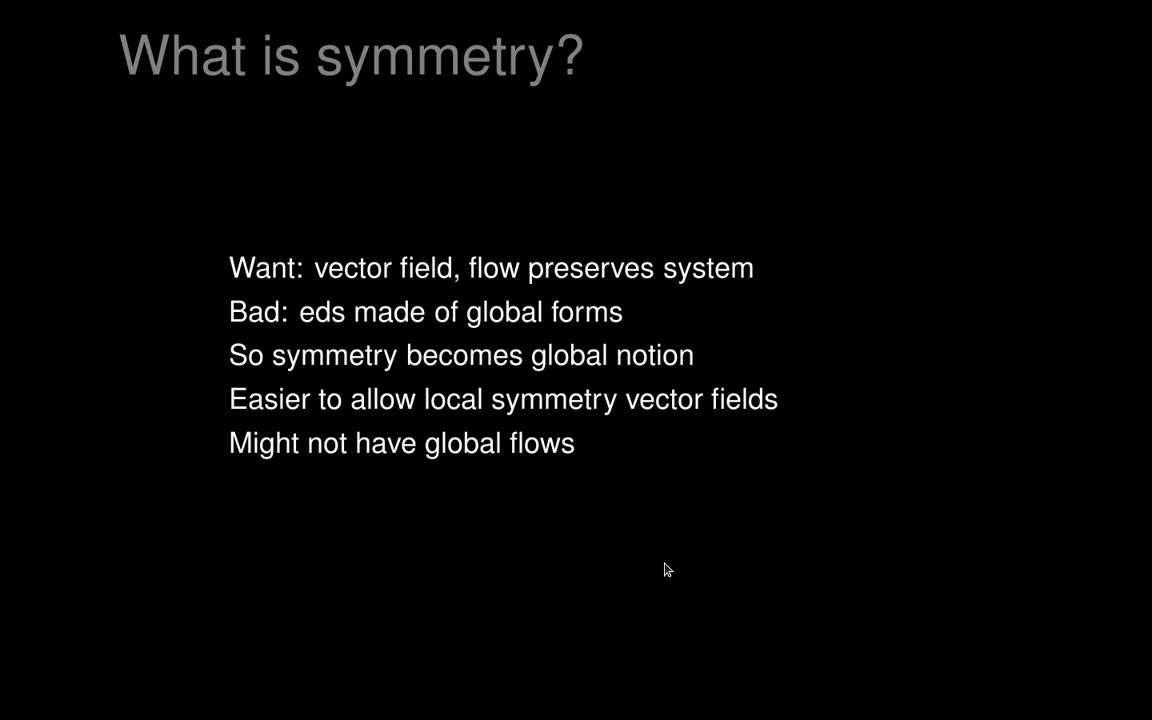 What is symmetry?
Want: vector field, flow preserves system
Bad: eds made of global forms
So symmetry becomes global notion
Easier to allow local symmetry vector fields
Might not have global flows